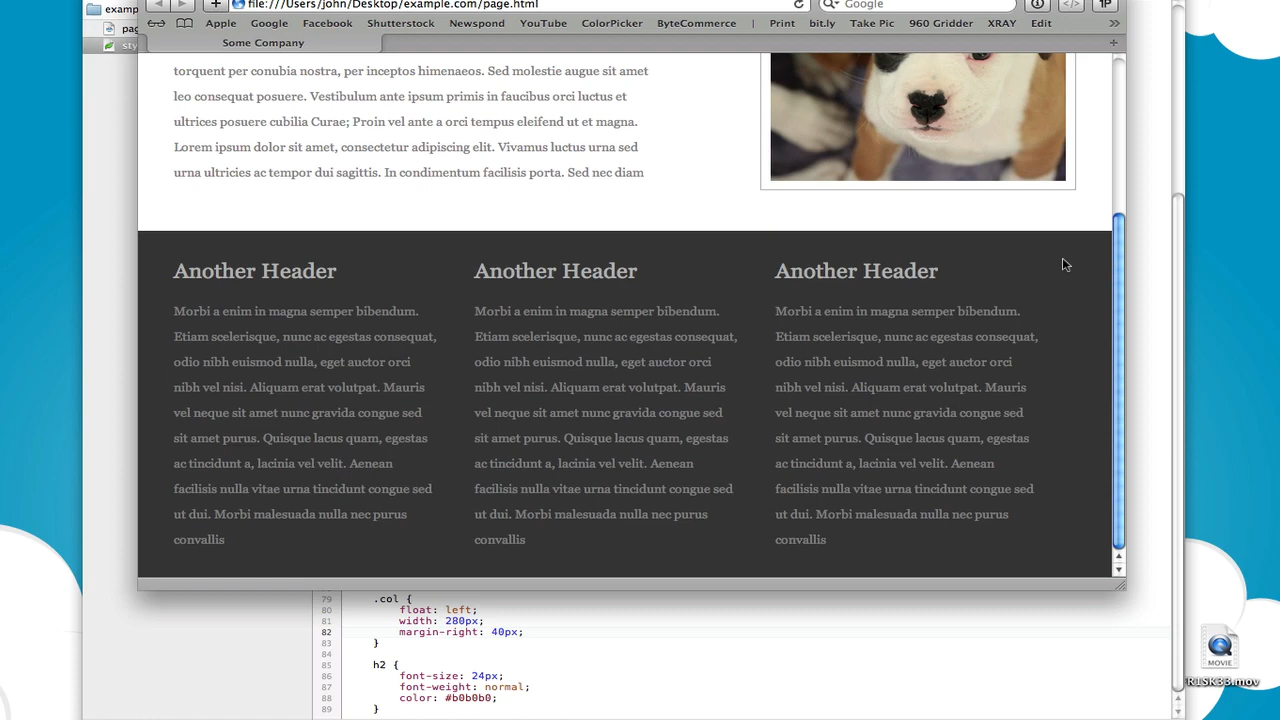 examp
file:///Users/john/Desktop/example.com/page.html
Google
Apple Google Facebook Shutterstock Newspond YouTube ColorPicker ByteCommerce | Print bit.ly Take Pic 960 Gridder XRAY Edit >>
pag
Some Company
sty
torquent per conubia nostra, per inceptos himenaeos. Sed molestie augue sit amet
leo consequat posuere. Vestibulum ante ipsum primis in faucibus orci luctus et
ultrices posuere cubilia Curae; Proin vel ante a orci tempus eleifend ut et magna.
Lorem ipsum dolor sit amet, consectetur adipiscing elit. Vivamus luctus urna sed
urna ultricies ac tempor dui sagittis. In condimentum facilisis porta. Sed nec diam
Another Header
Morbi a enim in magna semper bibendum.
Etiam scelerisque, nunc ac egestas consequat,
odio nibh euismod nulla, eget auctor orci
nibh vel nisi. Aliquam erat volutpat. Mauris
vel neque sit amet nunc gravida congue sed
sit amet purus. Quisque lacus quam, egestas
ac tincidunt a, lacinia vel velit. Aenean
facilisis nulla vitae urna tincidunt congue sed
ut dui. Morbi malesuada nulla nec purus
convallis
Another Header
Morbi a enim in magna semper bibendum.
Etiam scelerisque, nunc ac egestas consequat,
odio nibh euismod nulla, eget auctor orci
nibh vel nisi. Aliquam erat volutpat. Mauris
vel neque sit amet nunc gravida congue sed
sit amet purus. Quisque lacus quam, egestas
ac tincidunt a, lacinia vel velit. Aenean
facilisis nulla vitae urna tincidunt congue sed
ut dui. Morbi malesuada nulla nec purus
convallis
Another Header
Morbi a enim in magna semper bibendum.
Etiam scelerisque, nunc ac egestas consequat,
odio nibh euismod nulla, eget auctor orci
nibh vel nisi. Aliquam erat volutpat. Mauris
vel neque sit amet nunc gravida congue sed
sit amet purus. Quisque lacus quam, egestas
ac tincidunt a, lacinia vel velit. Aenean
facilisis nulla vitae urna tincidunt congue sed
ut dui. Morbi malesuada nulla nec purus
convallis
79 .col {
80 float: left;
81 width: 280px;
82 margin-right: 40px;
83 }
84
85 h2 {
86 font-size: 24px;
87 font-weight: normal;
88 color: #b0b0b0;
89 }
MOVIE
R1SK33.mov